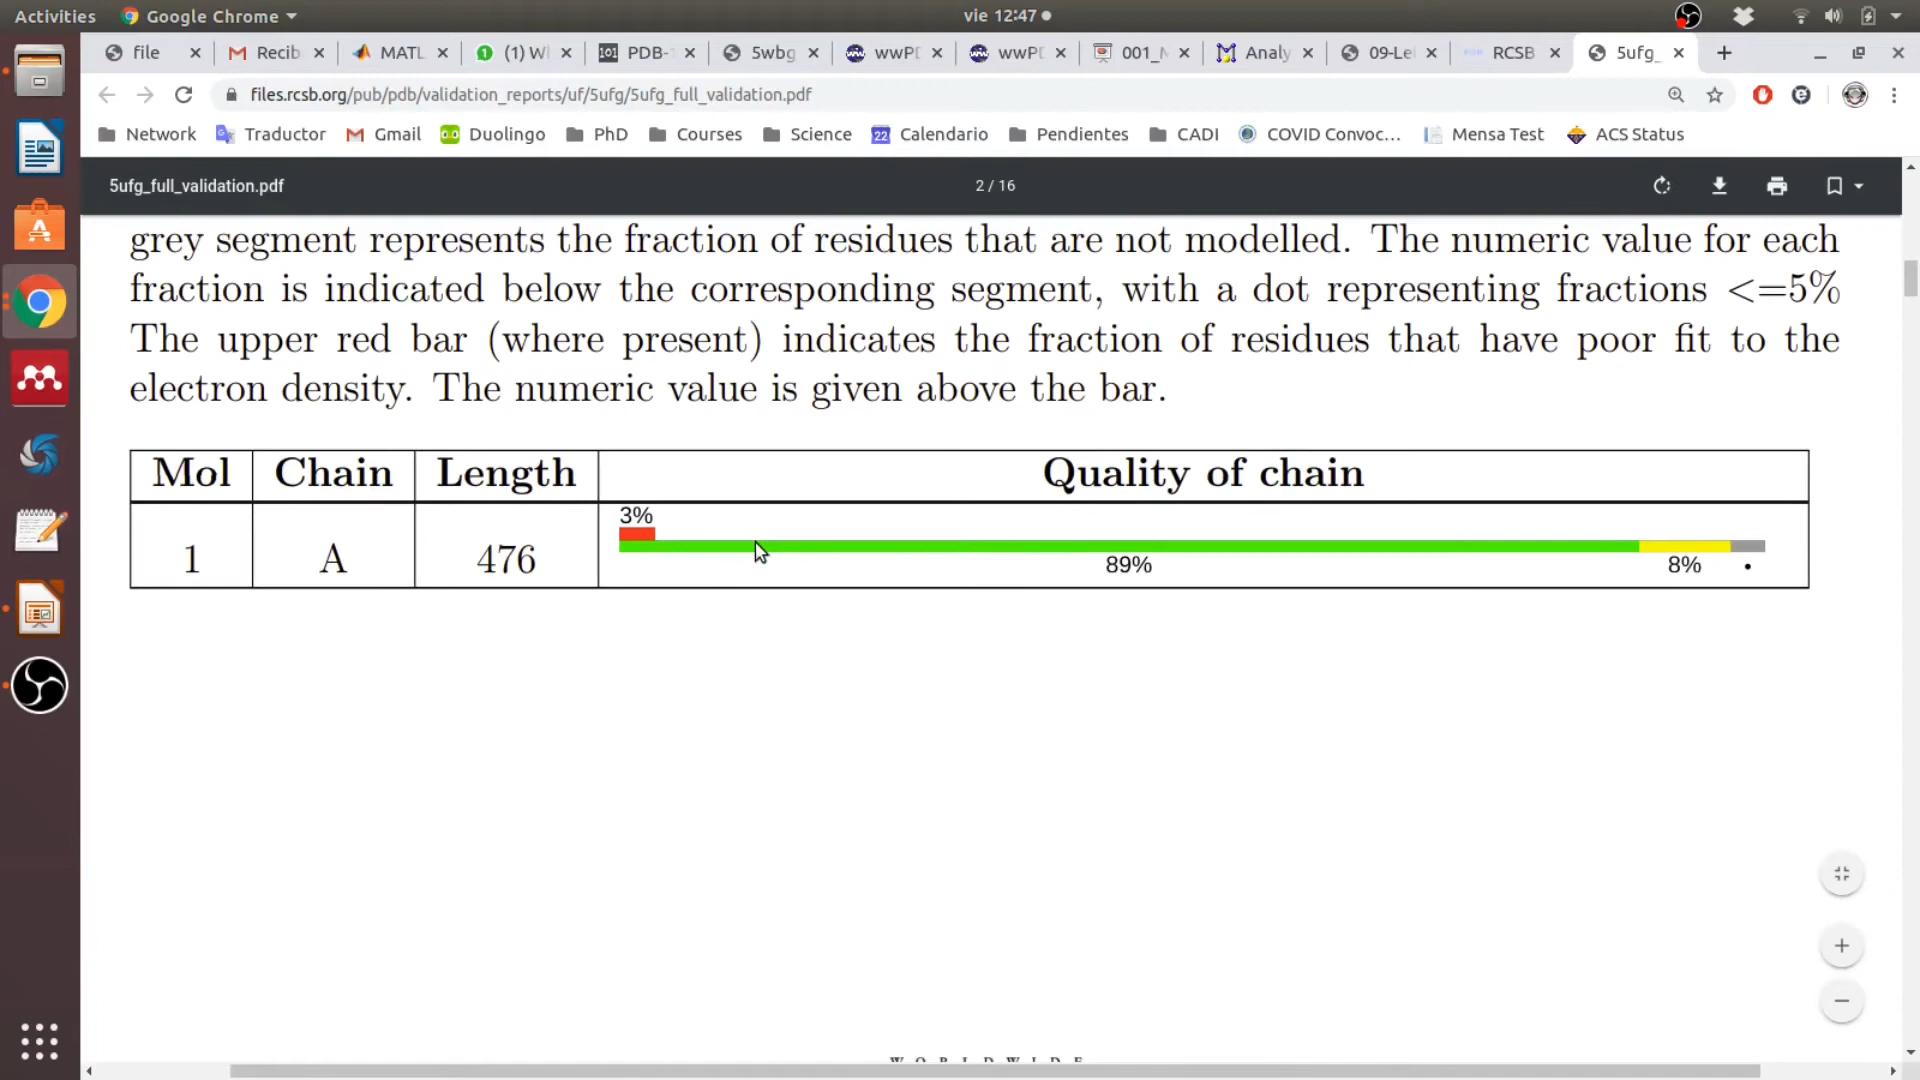 Activities Google Chrome vie 12:47
file Recib MATL (1) W PDB- 5wbg wwP wwP 001_ Analy 09-Le RCSB 5ufg_
files.rcsb.org/pub/pdb/validation_reports/uf/5ufg/5ufg_full_validation.pdf
Network Traductor Gmail Duolingo PhD Courses Science 22 Calendario Pendientes CADI COVID Convoc... Mensa Test ACS Status
5ufg_full_validation.pdf 2 / 16
grey segment represents the fraction of residues that are not modelled. The numeric value for each
fraction is indicated below the corresponding segment, with a dot representing fractions <=5%
The upper red bar (where present) indicates the fraction of residues that have poor fit to the
electron density. The numeric value is given above the bar.
Mol Chain Length Quality of chain
3%
1 A 476
89% 8% •